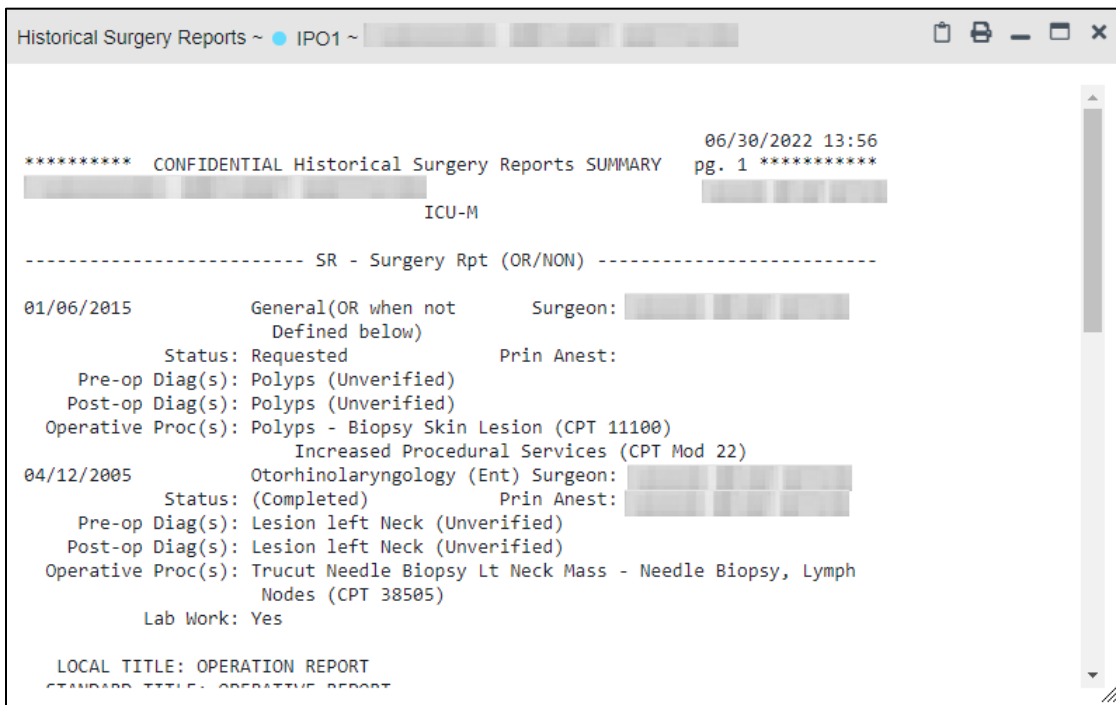 Historical Surgery Reports ~ IPO1 ~
06/30/2022 13:56
********** CONFIDENTIAL Historical Surgery Reports SUMMARY pg. 1 ***********
ICU-M
-------------------------- SR - Surgery Rpt (OR/NON) --------------------------
01/06/2015 General(OR when not Surgeon:
Defined below)
Status: Requested Prin Anest:
Pre-op Diag(s): Polyps (Unverified)
Post-op Diag(s): Polyps (Unverified)
Operative Proc(s): Polyps - Biopsy Skin Lesion (CPT 11100)
Increased Procedural Services (CPT Mod 22)
04/12/2005 Otorhinolaryngology (Ent) Surgeon:
Status: (Completed) Prin Anest:
Pre-op Diag(s): Lesion left Neck (Unverified)
Post-op Diag(s): Lesion left Neck (Unverified)
Operative Proc(s): Trucut Needle Biopsy Lt Neck Mass - Needle Biopsy, Lymph
Nodes (CPT 38505)
Lab Work: Yes
LOCAL TITLE: OPERATION REPORT
STANDARD TITLE: OPERATIVE REPORT